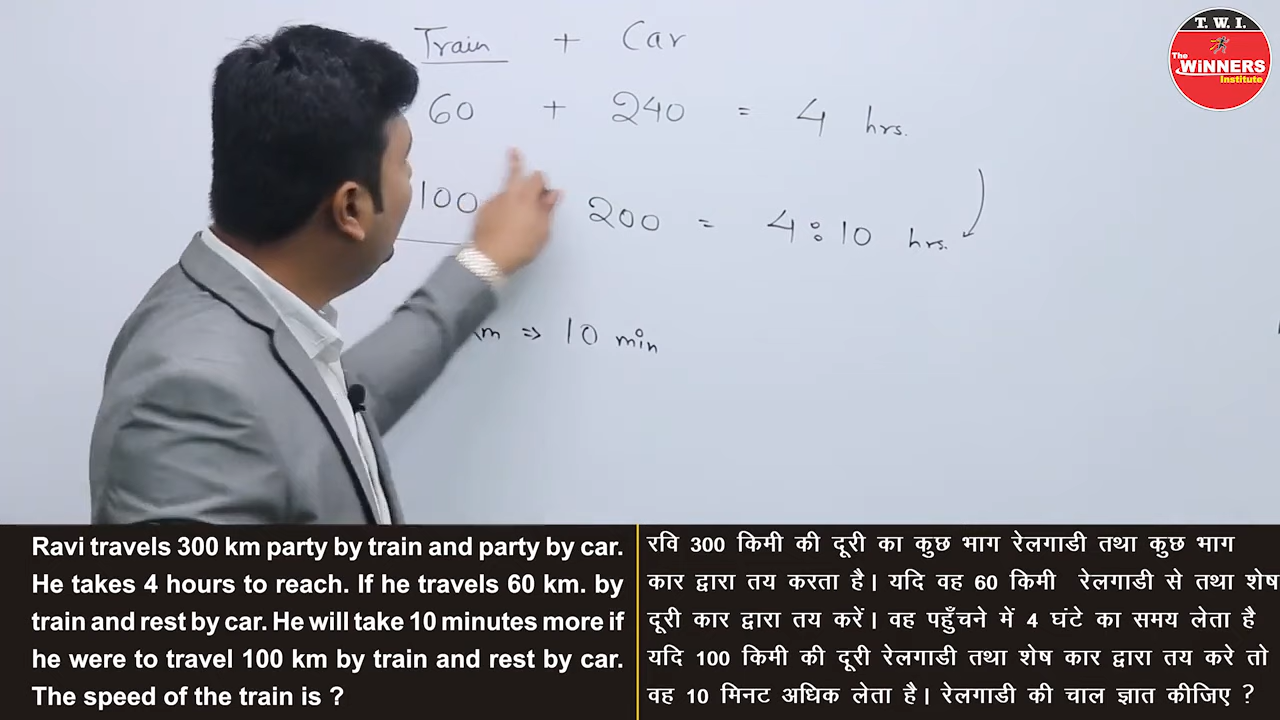 Train + Car
60 + 240 = 4 hrs.
100 200 = 4:10 hrs.
m => 10 min
T. W. I.
The
WiNNERS
Institute
Ravi travels 300 km party by train and party by car.
He takes 4 hours to reach. If he travels 60 km. by
train and rest by car. He will take 10 minutes more if
he were to travel 100 km by train and rest by car.
The speed of the train is ?
रवि 300 किमी की दूरी का कुछ भाग रेलगाडी तथा कुछ भाग
कार द्वारा तय करता है। यदि वह 60 किमी रेलगाडी से तथा शेष
दूरी कार द्वारा तय करें। वह पहुँचने में 4 घंटे का समय लेता है
यदि 100 किमी की दूरी रेलगाडी तथा शेष कार द्वारा तय करे तो
वह 10 मिनट अधिक लेता है। रेलगाडी की चाल ज्ञात कीजिए ?